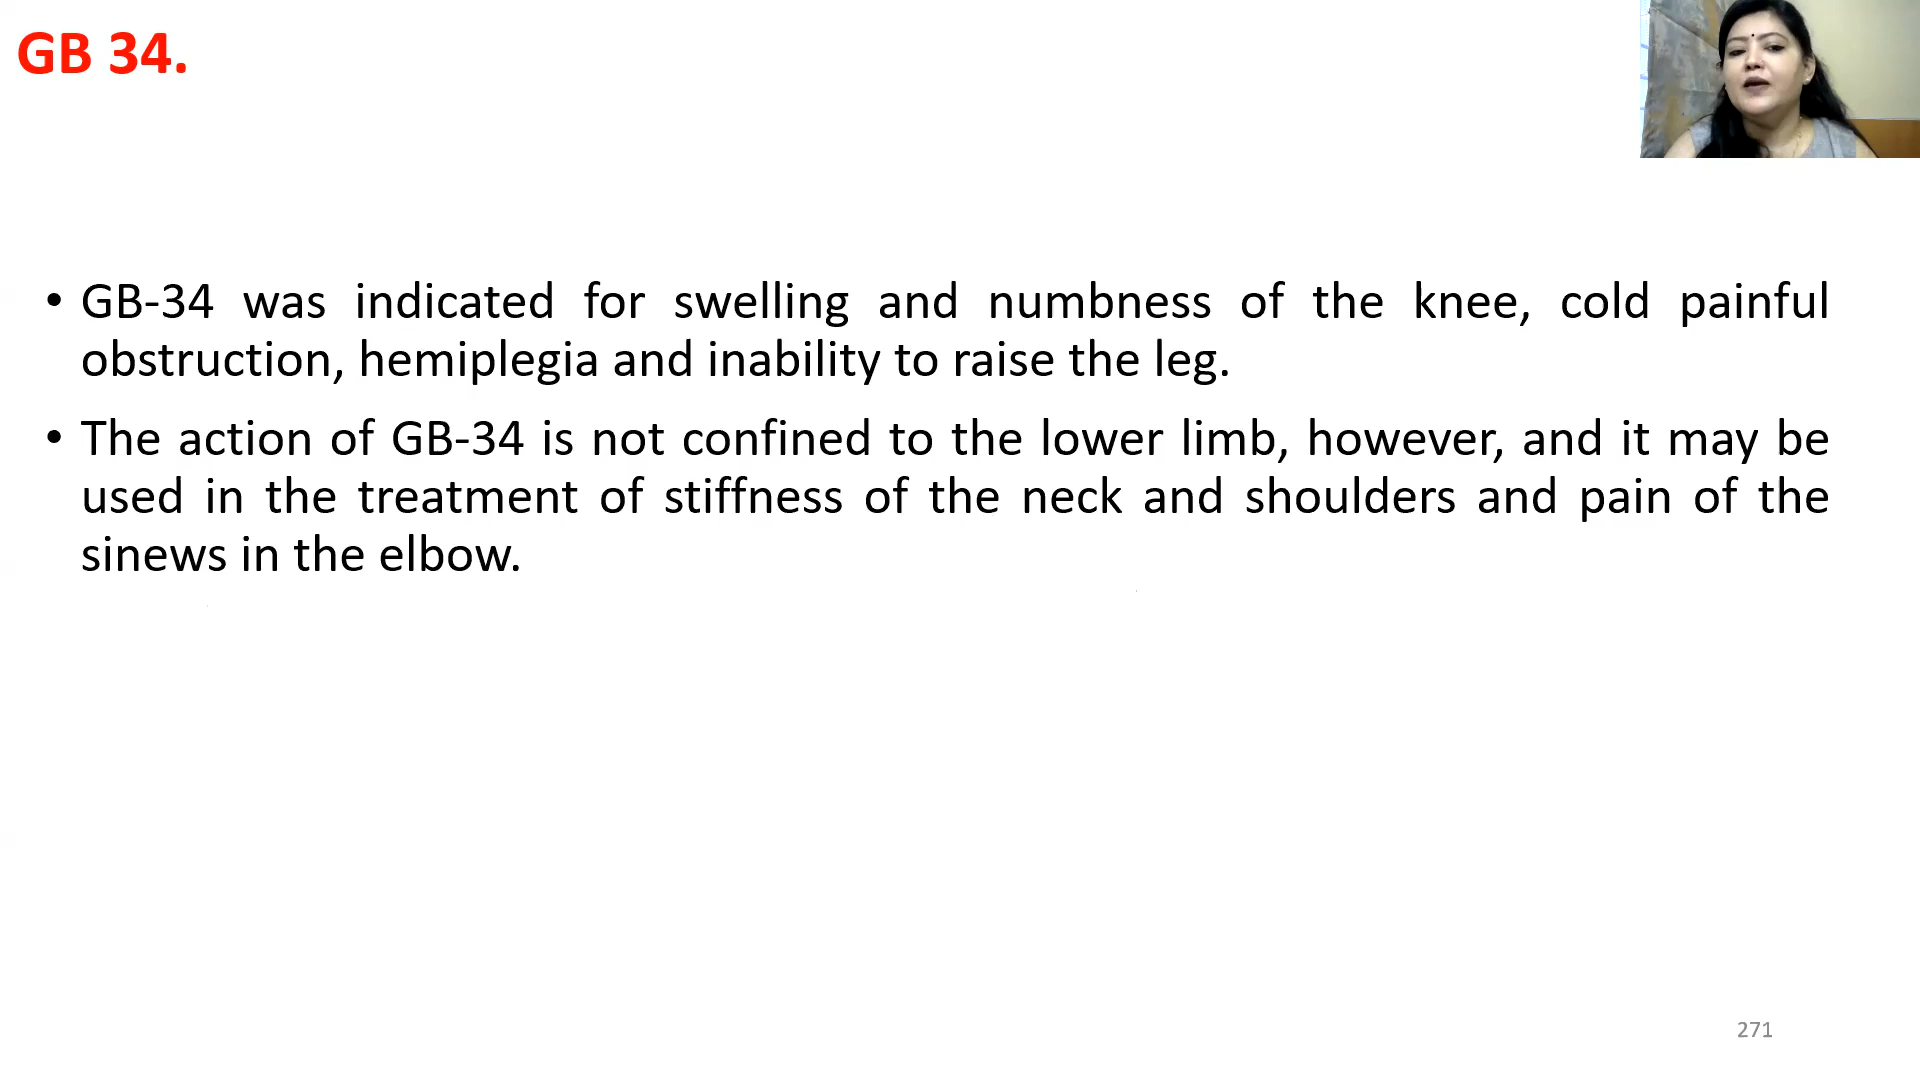 GB 34.
• GB-34 was indicated for swelling and numbness of the knee, cold painful
obstruction, hemiplegia and inability to raise the leg.
• The action of GB-34 is not confined to the lower limb, however, and it may be
used in the treatment of stiffness of the neck and shoulders and pain of the
sinews in the elbow.
271